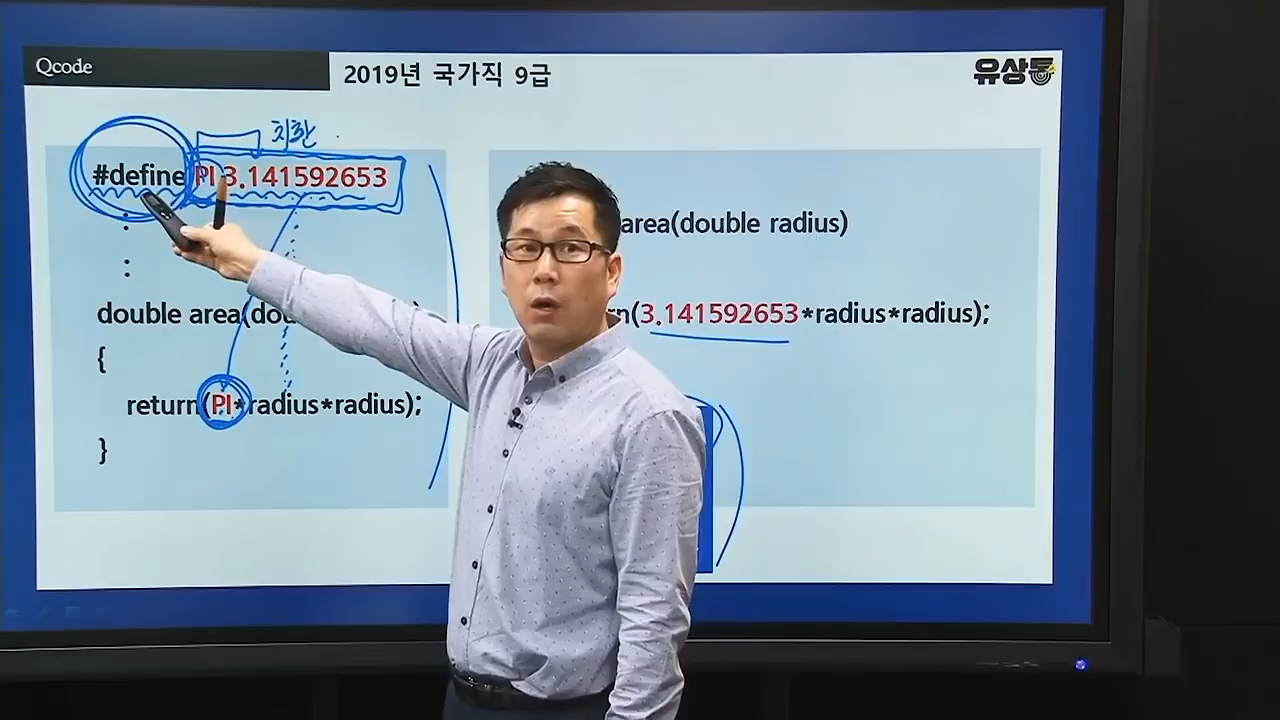 Qcode
2019년 국가직 9급
유상통
치환
#define PI 3.141592653
:
:
double area(dou
{
return(PI*radius*radius);
}
area(double radius)
rn(3.141592653*radius*radius);